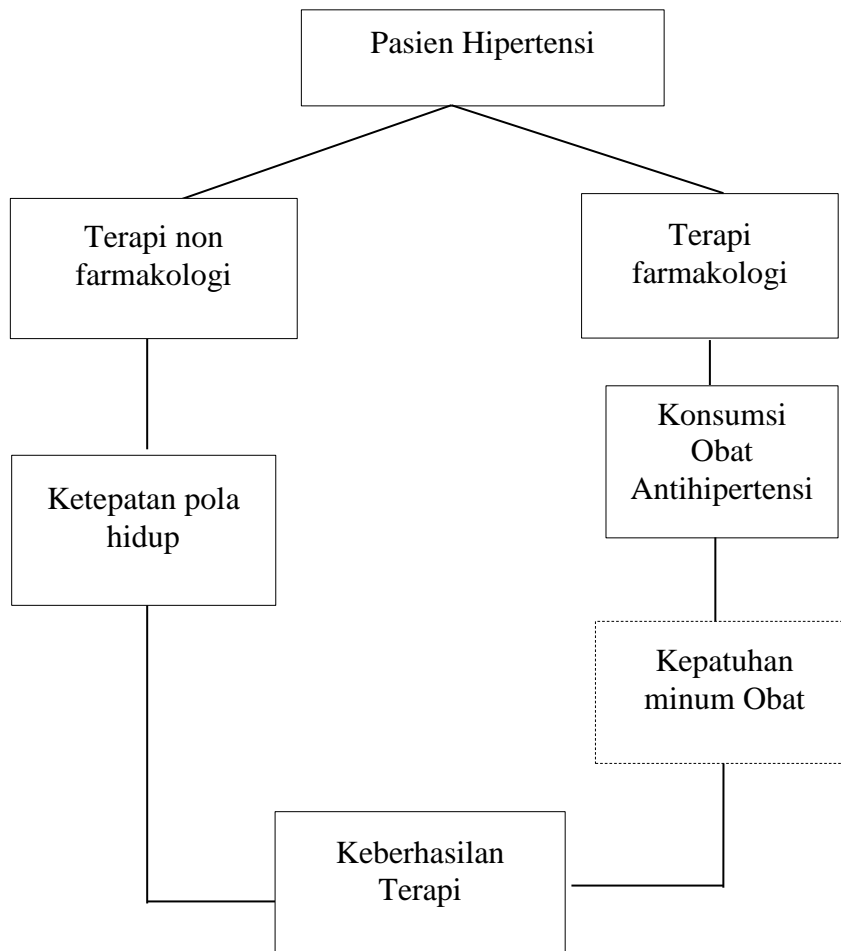 Pasien Hipertensi
Terapi non
farmakologi
Terapi
farmakologi
Konsumsi
Obat
Antihipertensi
Ketepatan pola
hidup
Kepatuhan
minum Obat
Keberhasilan
Terapi